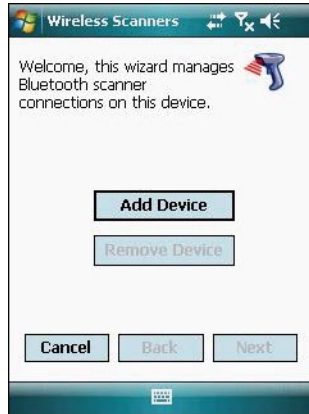 Wireless Scanners
Welcome, this wizard manages
Bluetooth scanner
connections on this device.
Add Device
Remove Device
Cancel Back Next